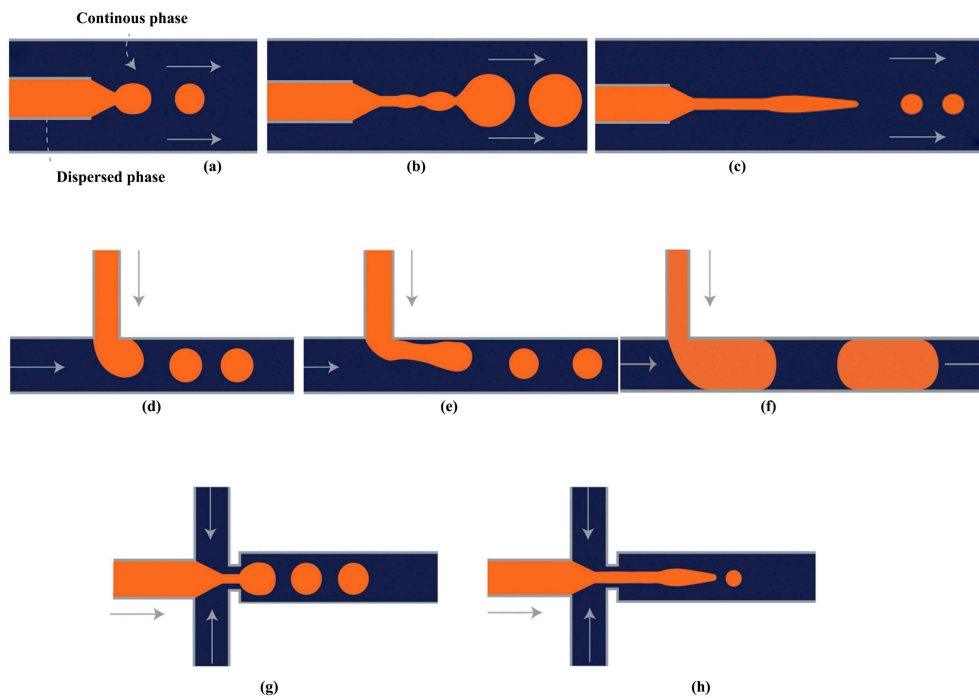 Continous phase
Dispersed phase
(a)
(b)
(c)
(d)
(e)
(f)
(g)
(h)